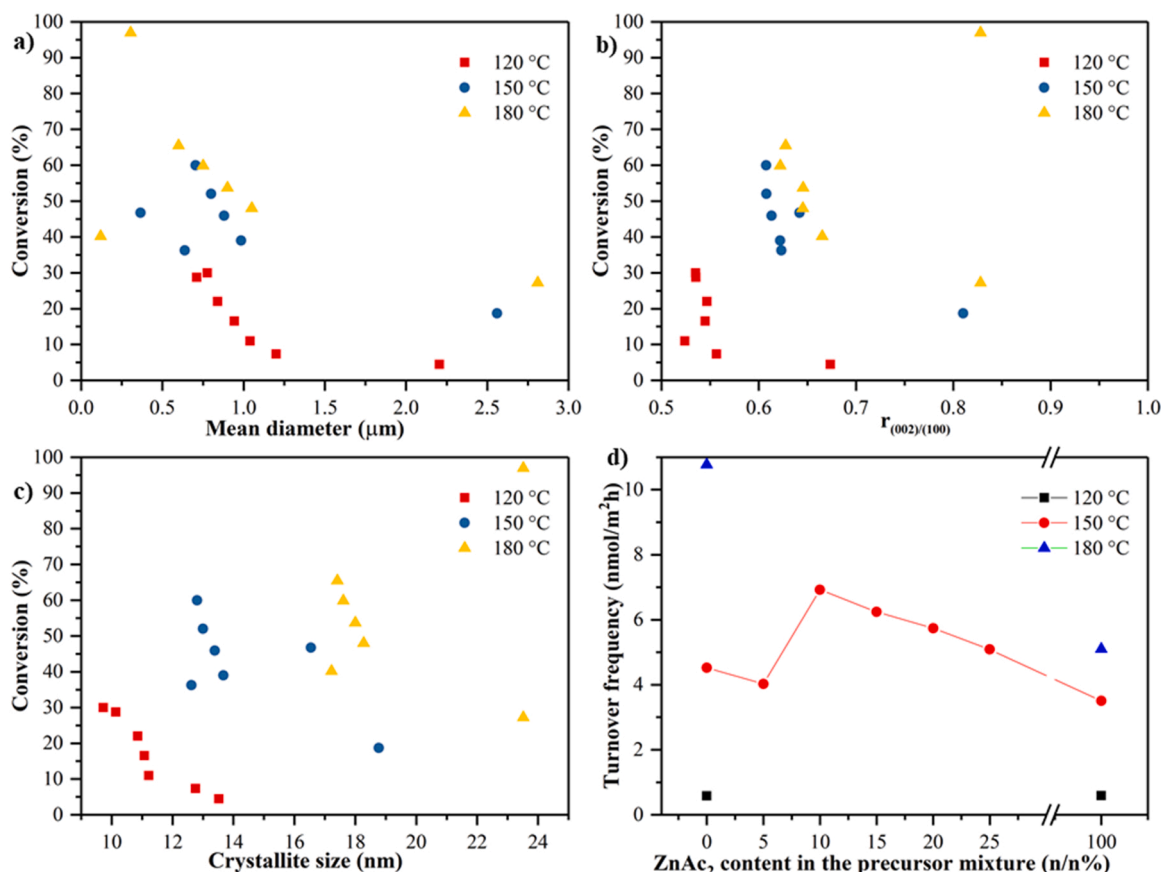 a)
100
90
80
70
60
50
40
30
20
10
0
Conversion (%)
120 °C
150 °C
180 °C
0.0 0.5 1.0 1.5 2.0 2.5 3.0
Mean diameter (μm)
b)
100
90
80
70
60
50
40
30
20
10
0
Conversion (%)
120 °C
150 °C
180 °C
0.5 0.6 0.7 0.8 0.9 1.0
r(002)/(100)
c)
100
90
80
70
60
50
40
30
20
10
0
Conversion (%)
120 °C
150 °C
180 °C
10 12 14 16 18 20 22 24
Crystallite size (nm)
d)
10
8
6
4
2
0
Turnover frequency (nmol/m²h)
120 °C
150 °C
180 °C
0 5 10 15 20 25 100
ZnAc₂ content in the precursor mixture (n/n%)